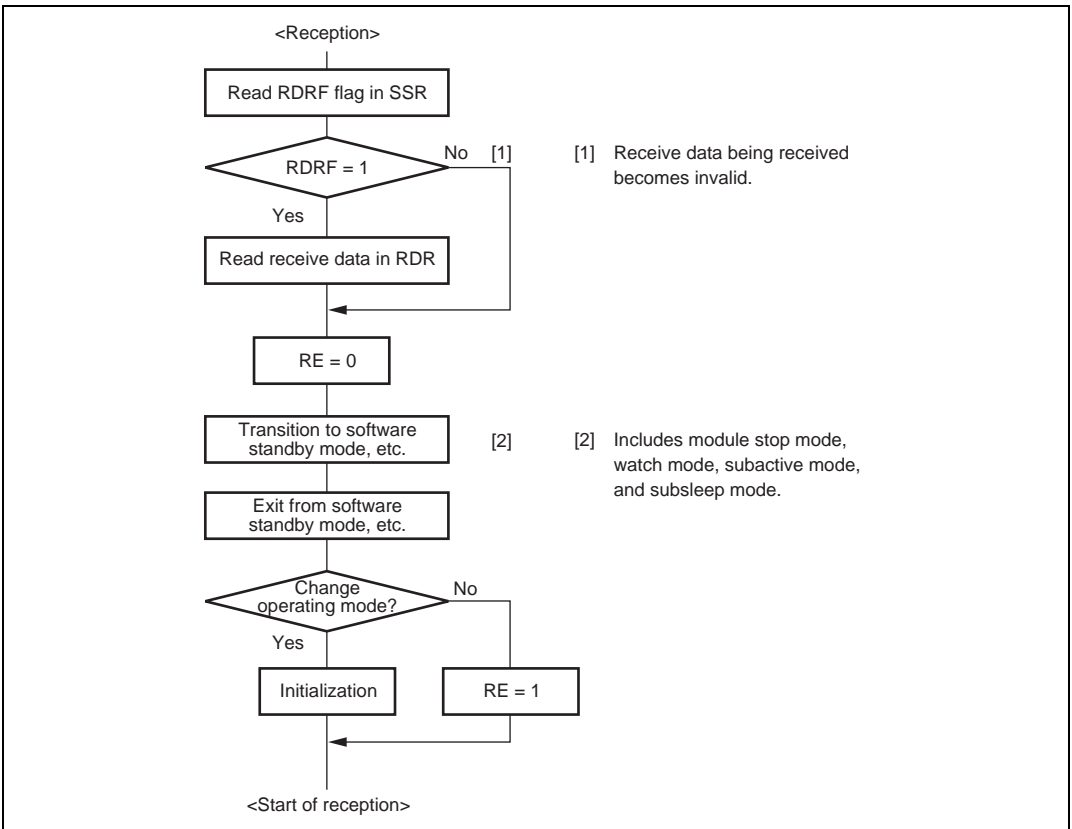 <Reception>
Read RDRF flag in SSR
RDRF = 1
No [1]
[1] Receive data being received
becomes invalid.
Yes
Read receive data in RDR
RE = 0
Transition to software
standby mode, etc.
[2]
[2] Includes module stop mode,
watch mode, subactive mode,
and subsleep mode.
Exit from software
standby mode, etc.
Change
operating mode?
No
Yes
Initialization
RE = 1
<Start of reception>